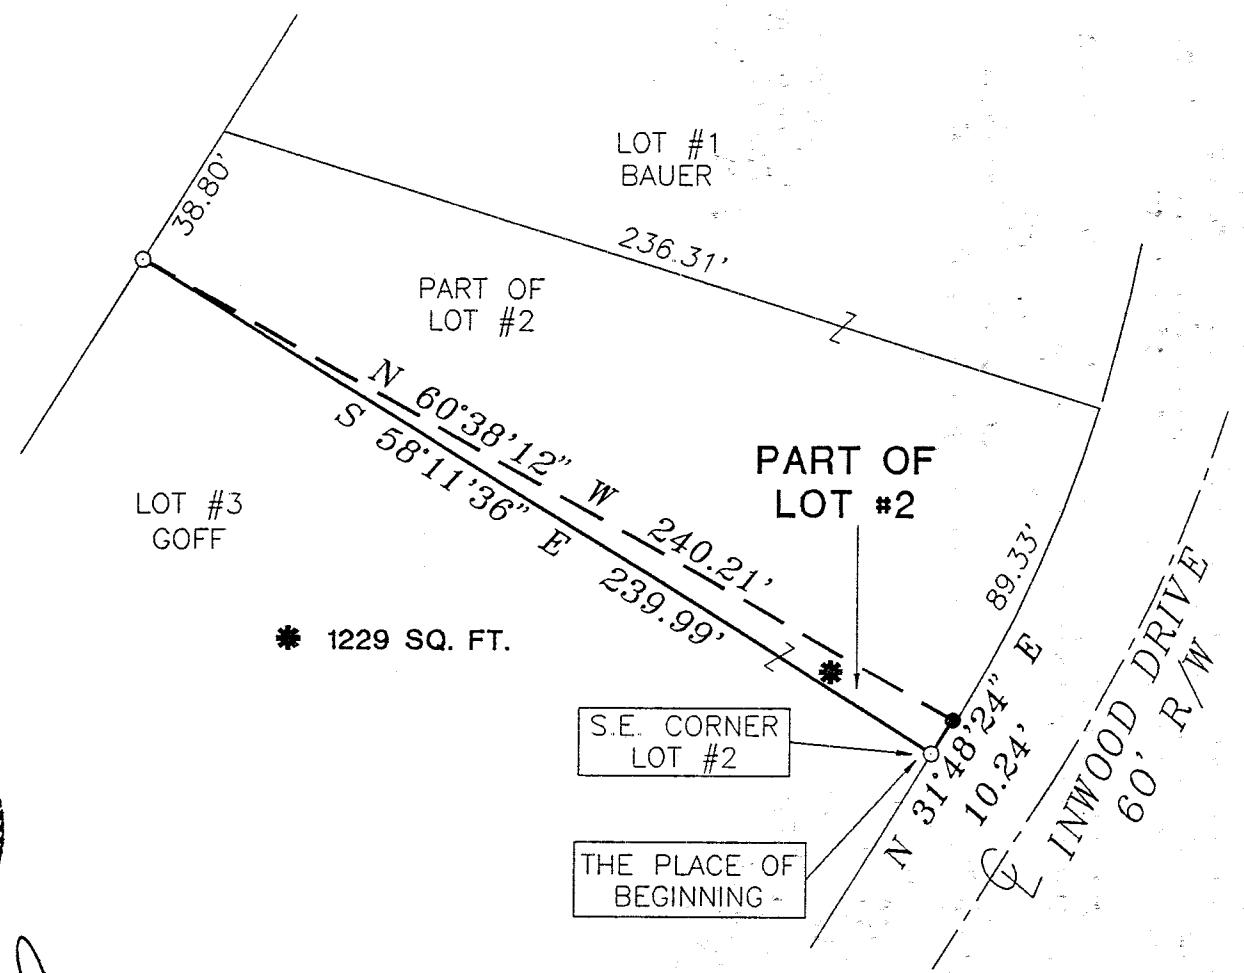 LOT #1
BAUER
38.80'
236.31'
PART OF
LOT #2
N 60°38'12" W 240.21'
S 58°11'36" E 239.99'
PART OF
LOT #2
LOT #3
GOFF
89.33'
* 1229 SQ. FT.
*
S.E. CORNER
LOT #2
N 31°48'24" E
10.24'
INWOOD DRIVE
60' R/W
THE PLACE OF
BEGINNING